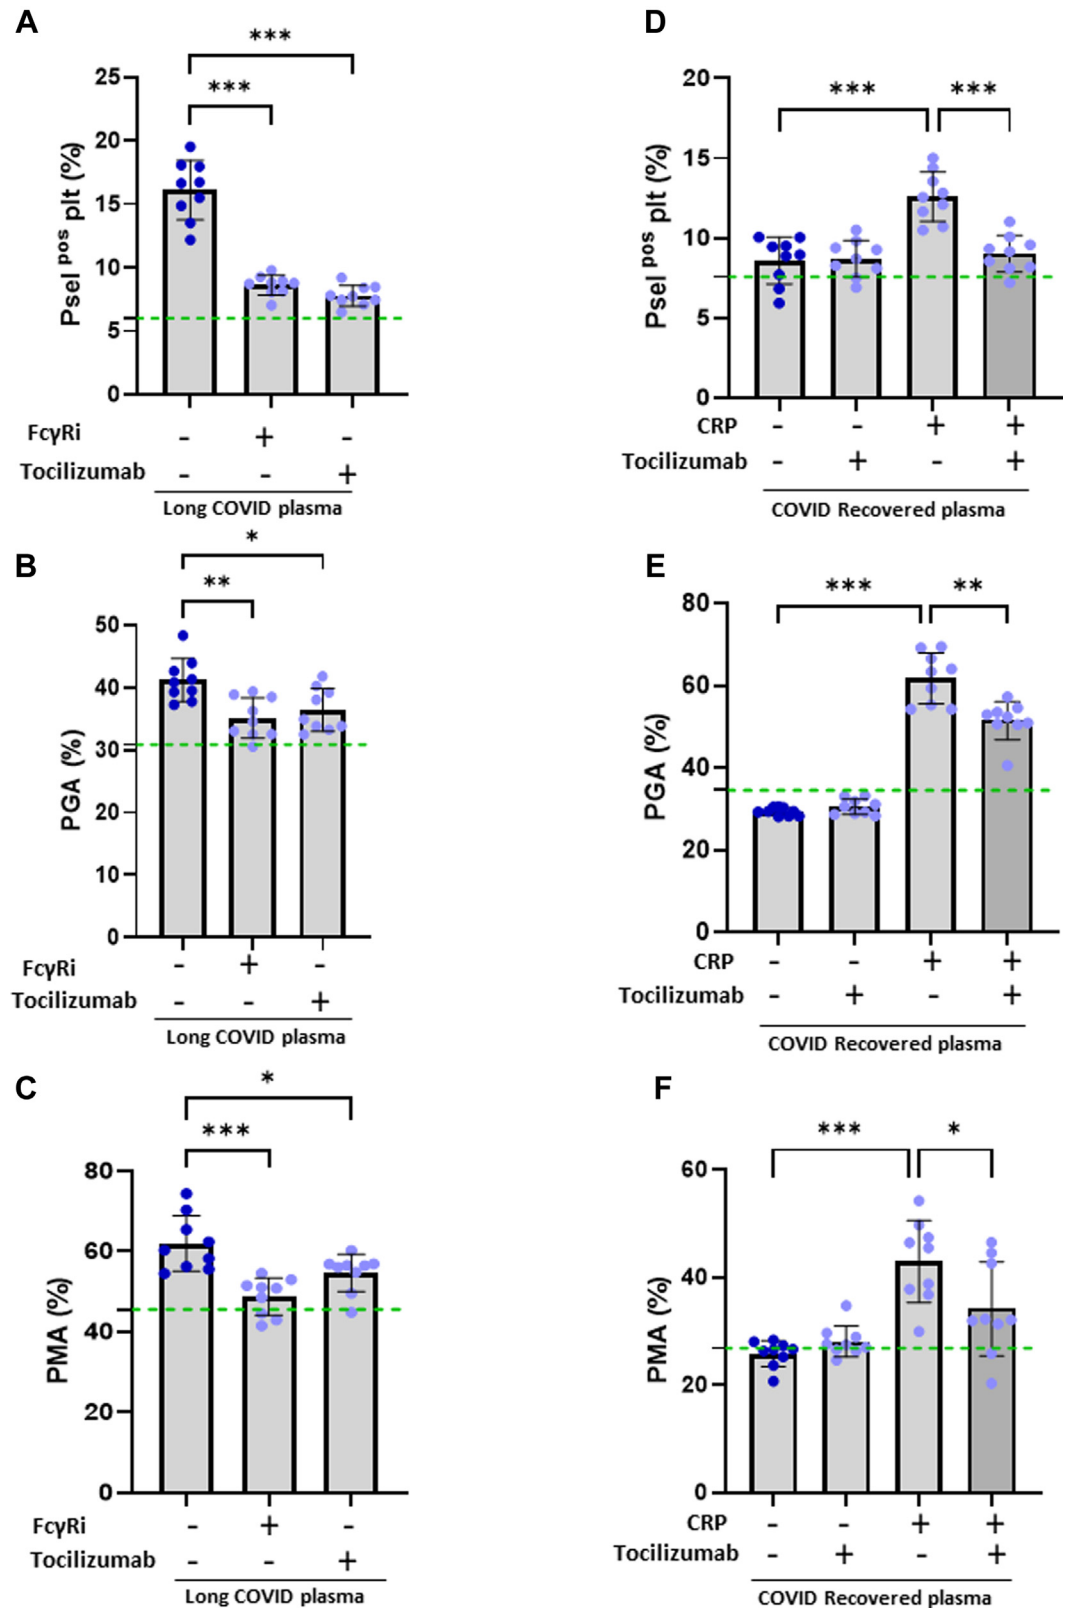 A
***
***
25
20
15
10
5
0
Psel pos plt (%)
FcγRi - + -
Tocilizumab - - +
Long COVID plasma
B
*
**
50
40
30
20
10
0
PGA (%)
FcγRi - + -
Tocilizumab - - +
Long COVID plasma
C
*
***
80
60
40
20
0
PMA (%)
FcγRi - + -
Tocilizumab - - +
Long COVID plasma
D
*** ***
20
15
10
5
0
Psel pos plt (%)
CRP - - + +
Tocilizumab - + - +
COVID Recovered plasma
E
*** **
80
60
40
20
0
PGA (%)
CRP - - + +
Tocilizumab - + - +
COVID Recovered plasma
F
*** *
60
40
20
0
PMA (%)
CRP - - + +
Tocilizumab - + - +
COVID Recovered plasma